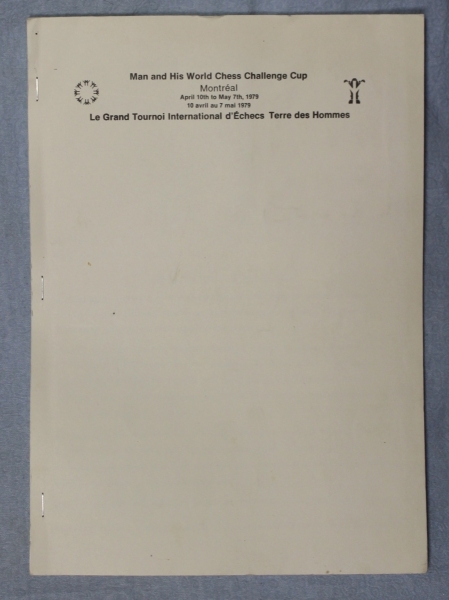 Man and His World Chess Challenge Cup
Montréal
April 10th to May 7th, 1979
10 avril au 7 mai 1979
Le Grand Tournoi International d'Échecs Terre des Hommes